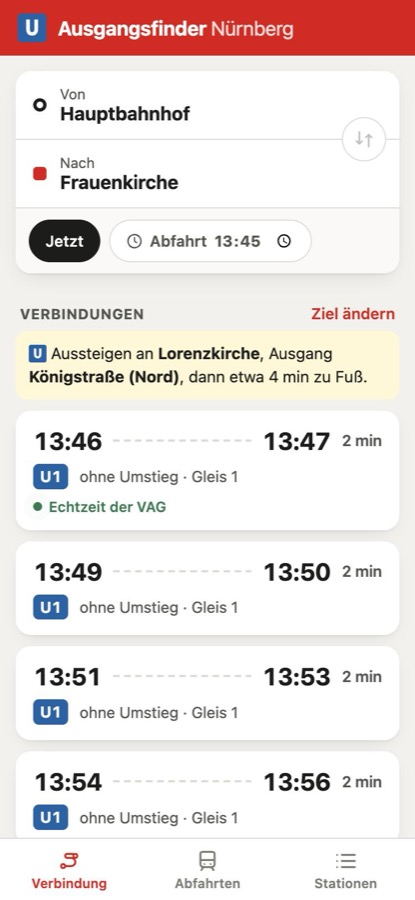 U Ausgangsfinder Nürnberg
Von
Hauptbahnhof
Nach
Frauenkirche
Jetzt
Abfahrt 13:45
VERBINDUNGEN
Ziel ändern
U Aussteigen an Lorenzkirche, Ausgang
Königstraße (Nord), dann etwa 4 min zu Fuß.
13:46 13:47 2 min
U1 ohne Umstieg · Gleis 1
Echtzeit der VAG
13:49 13:50 2 min
U1 ohne Umstieg · Gleis 1
13:51 13:53 2 min
U1 ohne Umstieg · Gleis 1
13:54 13:56 2 min
U1 ohne Umstieg · Gleis 1
Verbindung
Abfahrten
Stationen